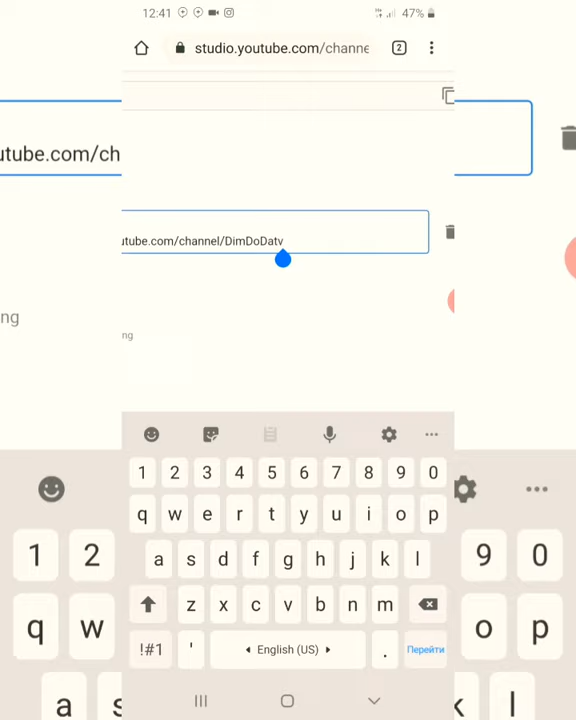 12:41
47%
studio.youtube.com/channe
2
utube.com/ch
utube.com/channel/DimDoDatv
ng
ng
1 2 3 4 5 6 7 8 9 0
q w e r t y u i o p
a s d f g h j k l
z x c v b n m
!#1 ' English (US) . Перейти
1 2 9 0
q w o p
a s k l